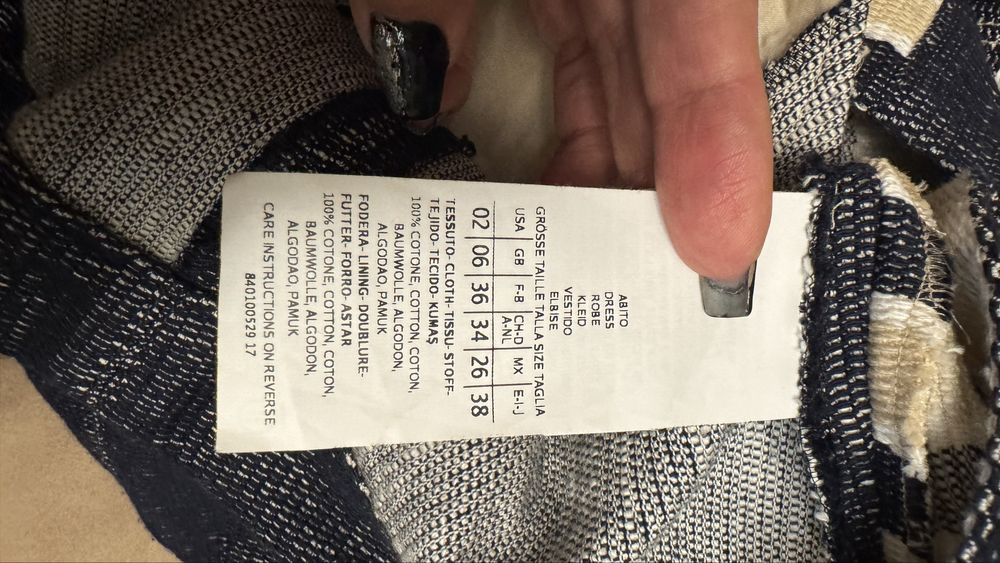 ABITO
DRESS
ROBE
KLEID
VESTIDO
ELBISE
GRÖSSE TAILLE TALLA SIZE TAGLIA
USA GB F-B CH-D A-NL MX E-I-J
02 06 36 34 26 38
TESSUTO- CLOTH- TISSU- STOFF-
TEJIDO- TECIDO- KUMAŞ
100% COTONE, COTTON, COTON,
BAUMWOLLE, ALGODON,
ALGODAO, PAMUK
FODERA- LINING- DOUBLURE-
FUTTER- FORRO- ASTAR
100% COTONE, COTTON, COTON,
BAUMWOLLE, ALGODON,
ALGODAO, PAMUK
840100529 17
CARE INSTRUCTIONS ON REVERSE